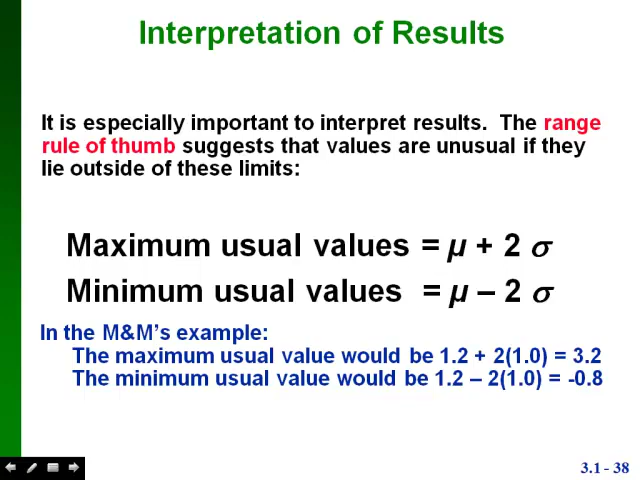 Interpretation of Results
It is especially important to interpret results. The range
rule of thumb suggests that values are unusual if they
lie outside of these limits:
Maximum usual values = μ + 2 σ
Minimum usual values = μ – 2 σ
In the M&M's example:
The maximum usual value would be 1.2 + 2(1.0) = 3.2
The minimum usual value would be 1.2 – 2(1.0) = -0.8
3.1 - 38